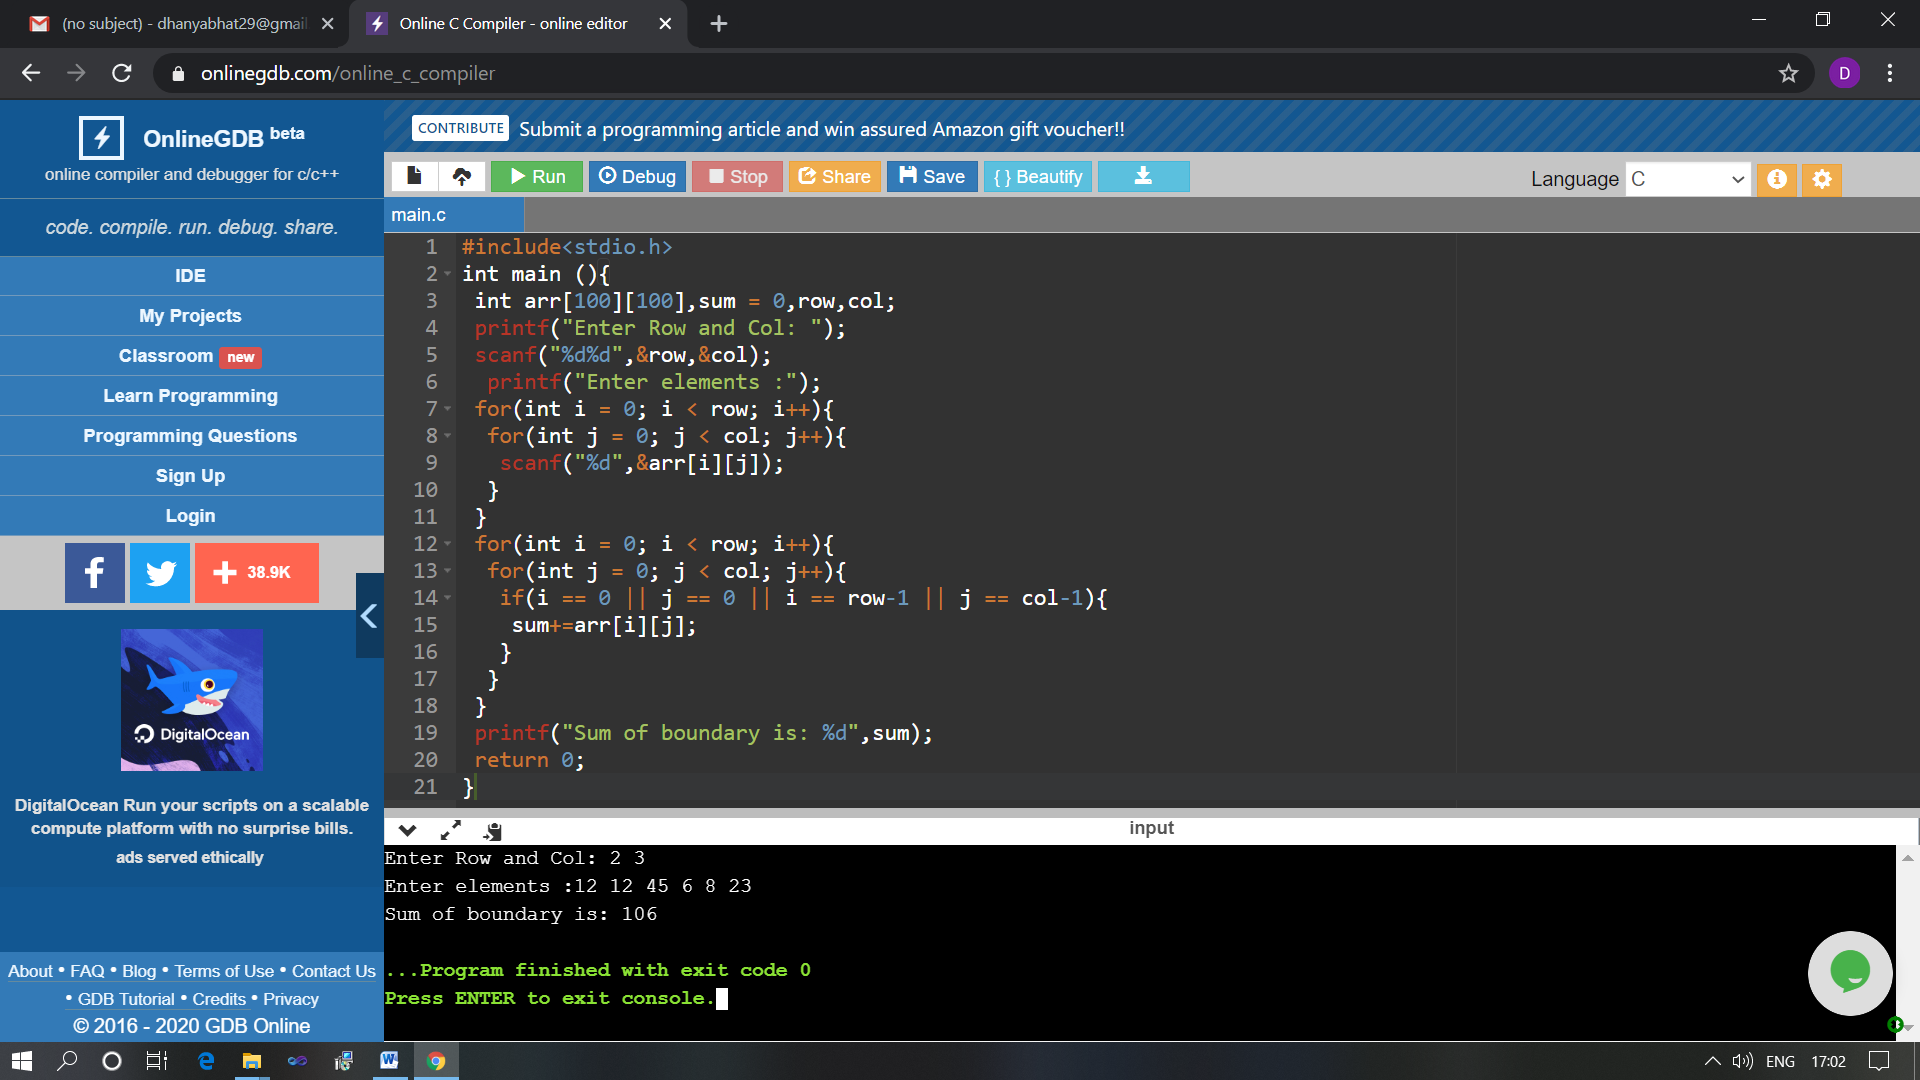 (no subject) - dhanyabhat29@gmai
Online C Compiler - online editor
onlinegdb.com/online_c_compiler
D
OnlineGDB beta
online compiler and debugger for c/c++
code. compile. run. debug. share.
IDE
My Projects
Classroom new
Learn Programming
Programming Questions
Sign Up
Login
38.9K
DigitalOcean
DigitalOcean Run your scripts on a scalable
compute platform with no surprise bills.
ads served ethically
About • FAQ • Blog • Terms of Use • Contact Us
• GDB Tutorial • Credits • Privacy
© 2016 - 2020 GDB Online
CONTRIBUTE Submit a programming article and win assured Amazon gift voucher!!
Run Debug Stop Share Save { } Beautify
Language C
main.c
1 #include<stdio.h>
2 int main (){
3 int arr[100][100],sum = 0,row,col;
4 printf("Enter Row and Col: ");
5 scanf("%d%d",&row,&col);
6 printf("Enter elements :");
7 for(int i = 0; i < row; i++){
8 for(int j = 0; j < col; j++){
9 scanf("%d",&arr[i][j]);
10 }
11 }
12 for(int i = 0; i < row; i++){
13 for(int j = 0; j < col; j++){
14 if(i == 0 || j == 0 || i == row-1 || j == col-1){
15 sum+=arr[i][j];
16 }
17 }
18 }
19 printf("Sum of boundary is: %d",sum);
20 return 0;
21 }
input
Enter Row and Col: 2 3
Enter elements :12 12 45 6 8 23
Sum of boundary is: 106
...Program finished with exit code 0
Press ENTER to exit console.
ENG 17:02